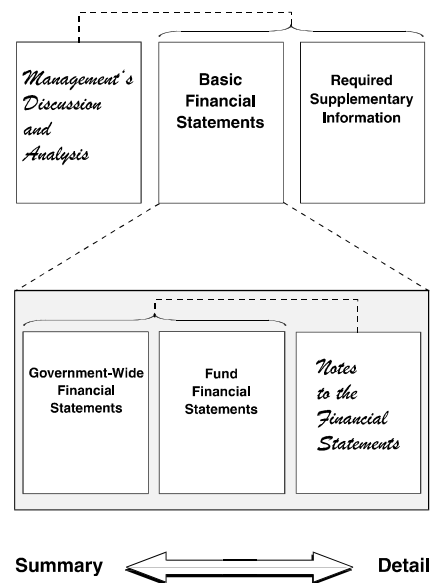 Management's
Discussion
and
Analysis
Basic
Financial
Statements
Required
Supplementary
Information
Government-Wide
Financial
Statements
Fund
Financial
Statements
Notes
to the
Financial
Statements
Summary
Detail